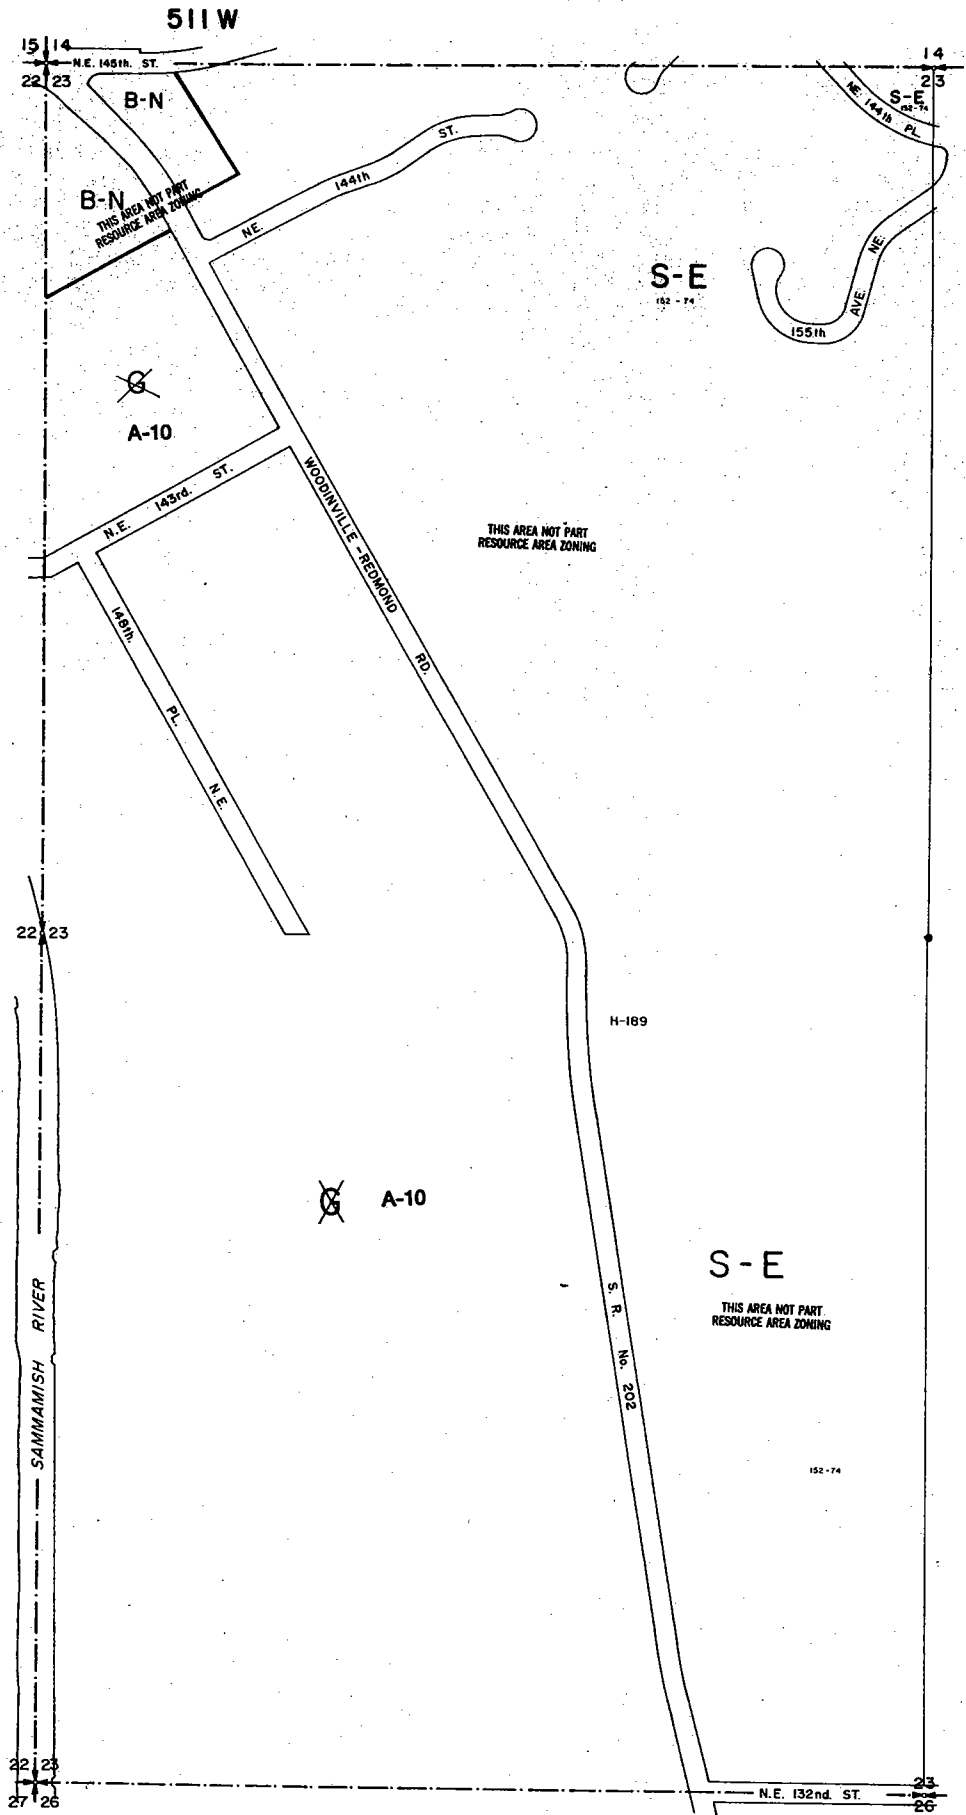 511 W
15 14
14
N.E. 145th. ST.
22 23
23
B-N
S-E
152-74
NE. 144th PL.
NE. 144th ST.
B-N
THIS AREA NOT PART
RESOURCE AREA ZONING
S-E
152-74
155th AVE. NE.
G
A-10
N.E. 143rd. ST.
WOODINVILLE-REDMOND RD.
THIS AREA NOT PART
RESOURCE AREA ZONING
148th. PL. N.E.
22 23
H-189
G A-10
S-E
THIS AREA NOT PART
RESOURCE AREA ZONING
S. R. No. 202
SAMMAMISH RIVER
152-74
22 23
23
27 26
N.E. 132nd. ST.
26